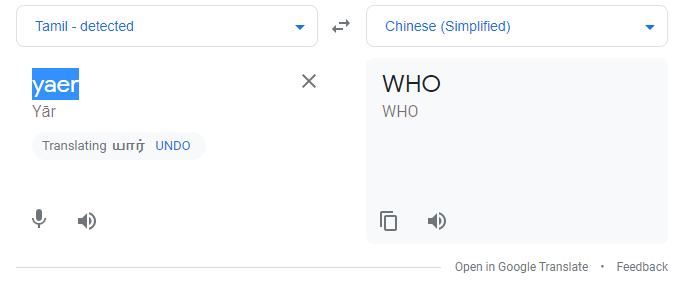 Tamil - detected
Chinese (Simplified)
yaer
Yār
Translating யார் UNDO
WHO
WHO
Open in Google Translate • Feedback